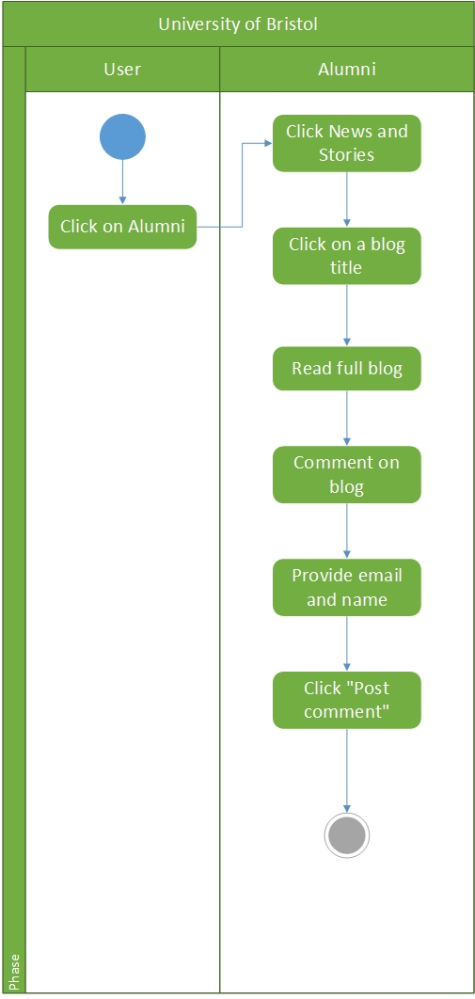 University of Bristol
User
Alumni
Click News and
Stories
Click on Alumni
Click on a blog
title
Read full blog
Comment on
blog
Provide email
and name
Click "Post
comment"
Phase